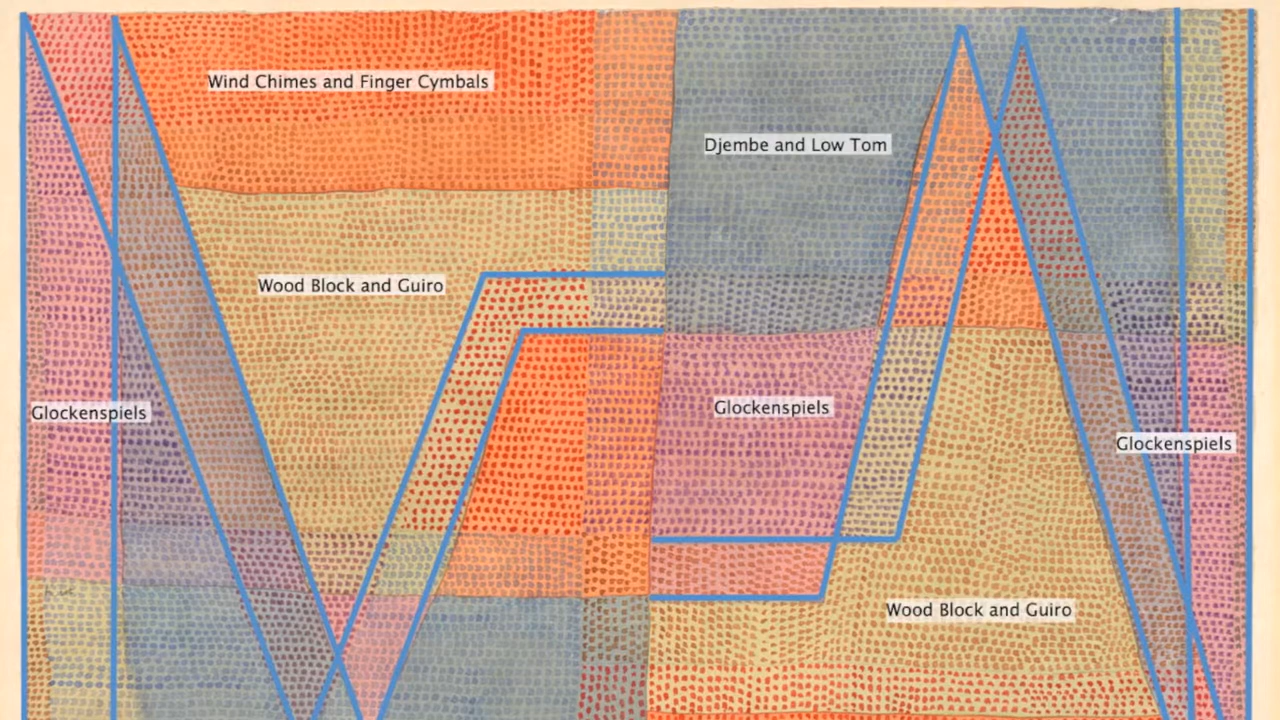 Wind Chimes and Finger Cymbals
Djembe and Low Tom
Wood Block and Guiro
Glockenspiels
Glockenspiels
Glockenspiels
Wood Block and Guiro